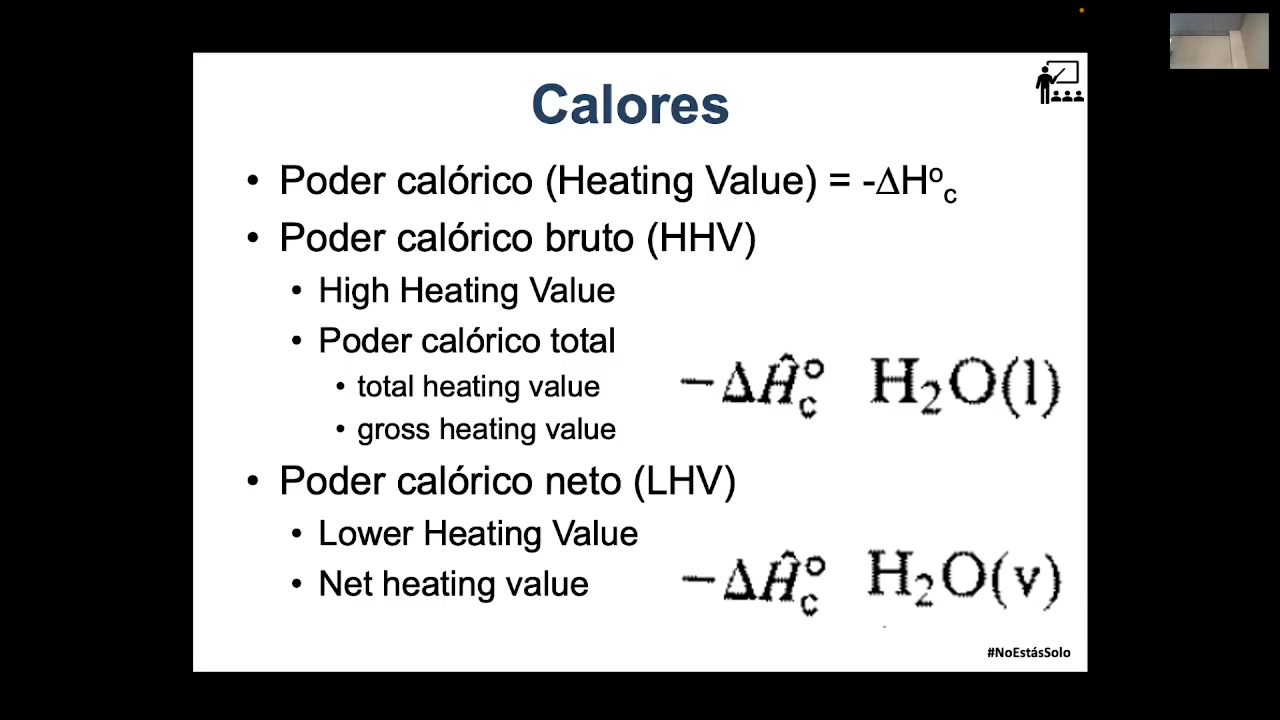 Calores
• Poder calórico (Heating Value) = -ΔHºc
• Poder calórico bruto (HHV)
• High Heating Value
• Poder calórico total
• total heating value
• gross heating value
−ΔĤ°c H₂O(l)
• Poder calórico neto (LHV)
• Lower Heating Value
• Net heating value
−ΔĤ°c H₂O(v)
#NoEstásSolo